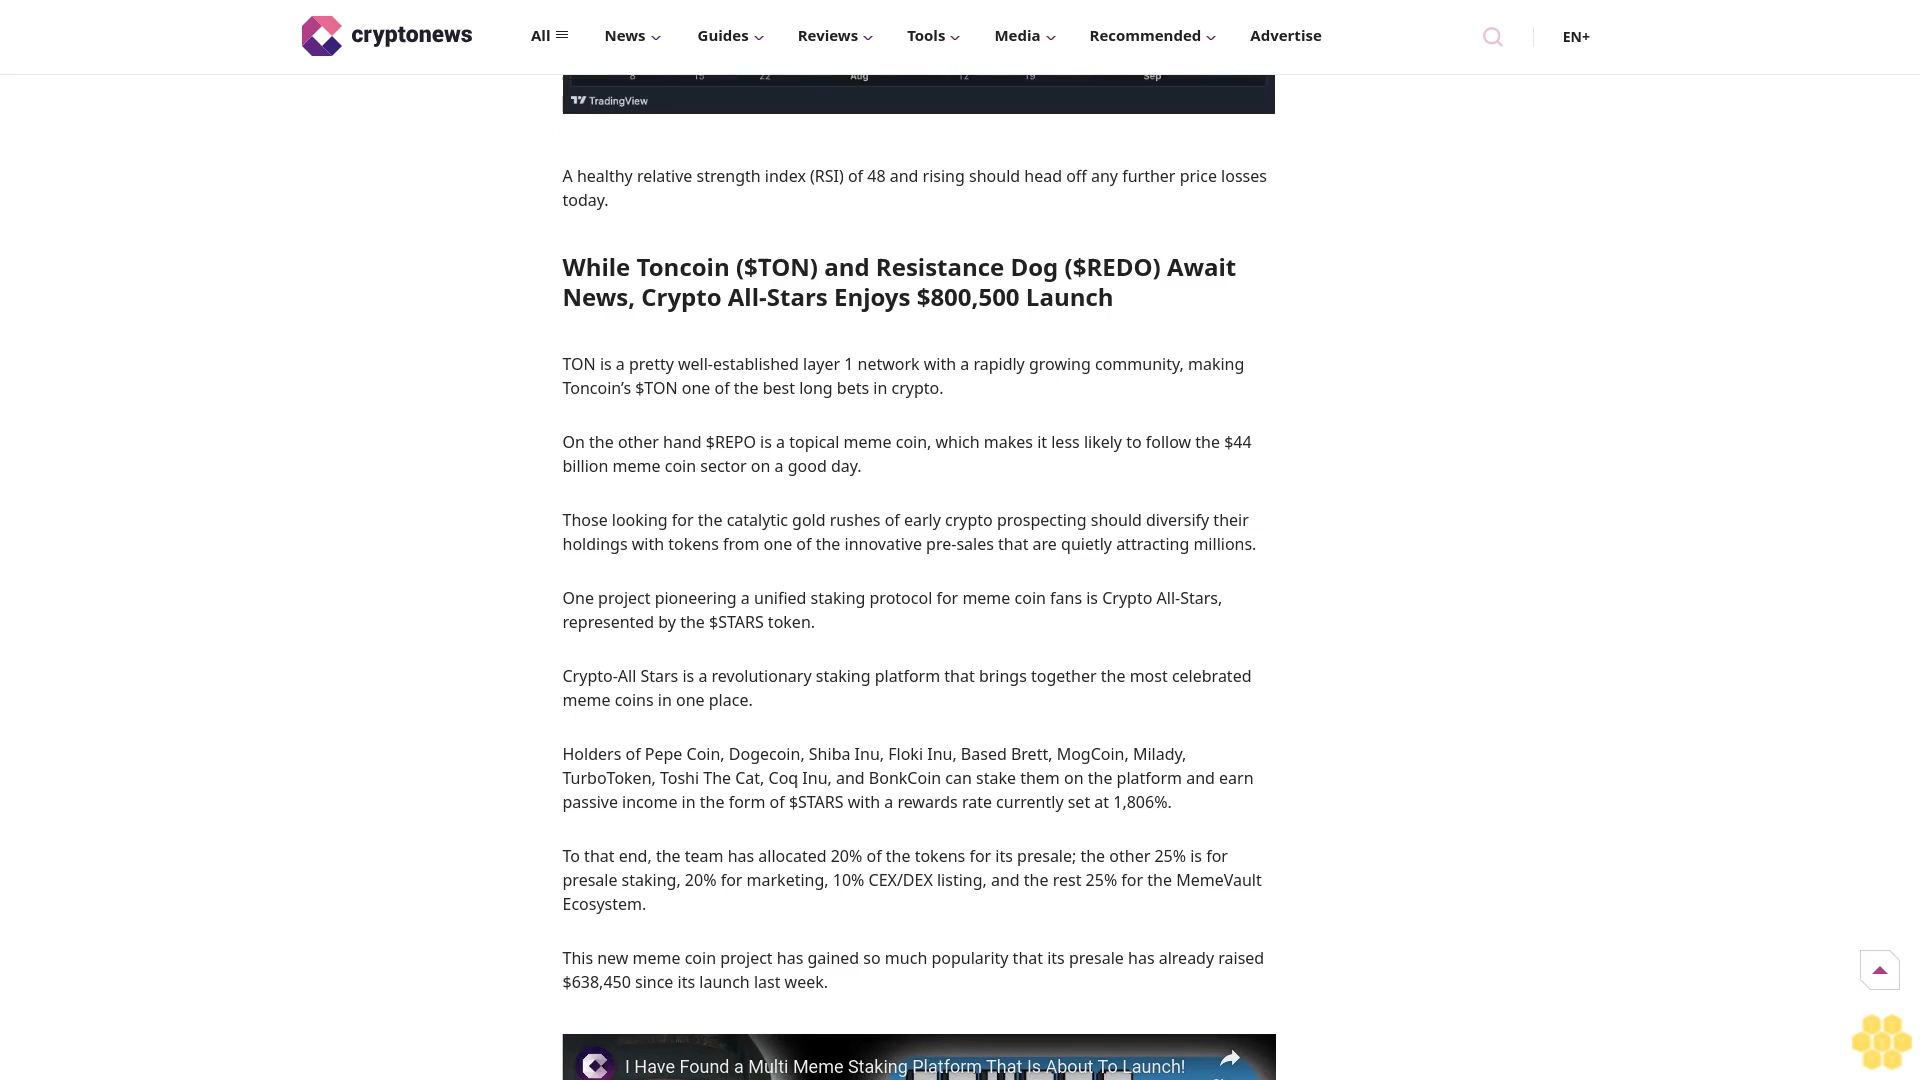 cryptonews
All News Guides Reviews Tools Media Recommended Advertise EN+
8 15 22 Aug 12 19 Sep
TradingView
A healthy relative strength index (RSI) of 48 and rising should head off any further price losses
today.
While Toncoin ($TON) and Resistance Dog ($REDO) Await
News, Crypto All-Stars Enjoys $800,500 Launch
TON is a pretty well-established layer 1 network with a rapidly growing community, making
Toncoin’s $TON one of the best long bets in crypto.
On the other hand $REPO is a topical meme coin, which makes it less likely to follow the $44
billion meme coin sector on a good day.
Those looking for the catalytic gold rushes of early crypto prospecting should diversify their
holdings with tokens from one of the innovative pre-sales that are quietly attracting millions.
One project pioneering a unified staking protocol for meme coin fans is Crypto All-Stars,
represented by the $STARS token.
Crypto-All Stars is a revolutionary staking platform that brings together the most celebrated
meme coins in one place.
Holders of Pepe Coin, Dogecoin, Shiba Inu, Floki Inu, Based Brett, MogCoin, Milady,
TurboToken, Toshi The Cat, Coq Inu, and BonkCoin can stake them on the platform and earn
passive income in the form of $STARS with a rewards rate currently set at 1,806%.
To that end, the team has allocated 20% of the tokens for its presale; the other 25% is for
presale staking, 20% for marketing, 10% CEX/DEX listing, and the rest 25% for the MemeVault
Ecosystem.
This new meme coin project has gained so much popularity that its presale has already raised
$638,450 since its launch last week.
I Have Found a Multi Meme Staking Platform That Is About To Launch!